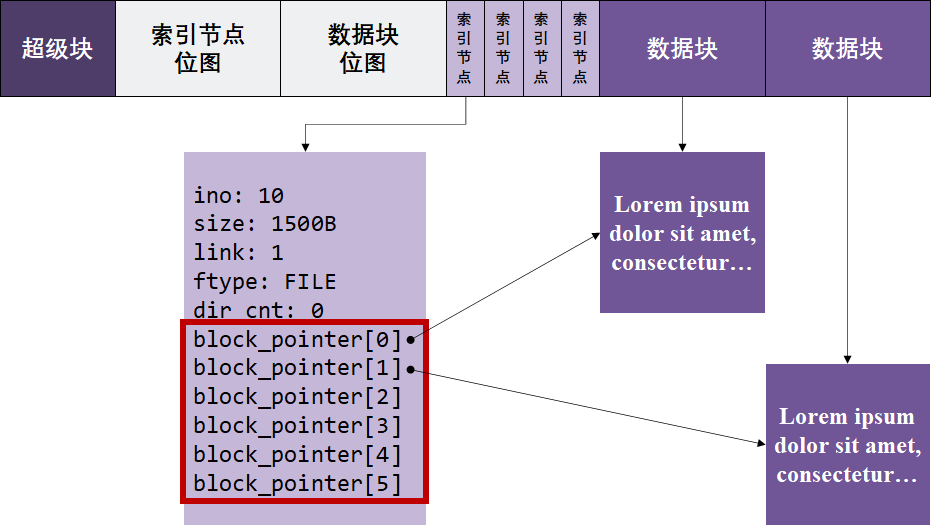 超级块
索引节点
位图
数据块
位图
索引节点
索引节点
索引节点
索引节点
数据块
数据块
ino: 10
size: 1500B
link: 1
ftype: FILE
dir_cnt: 0
block_pointer[0]
block_pointer[1]
block_pointer[2]
block_pointer[3]
block_pointer[4]
block_pointer[5]
Lorem ipsum
dolor sit amet,
consectetur…
Lorem ipsum
dolor sit amet,
consectetur…